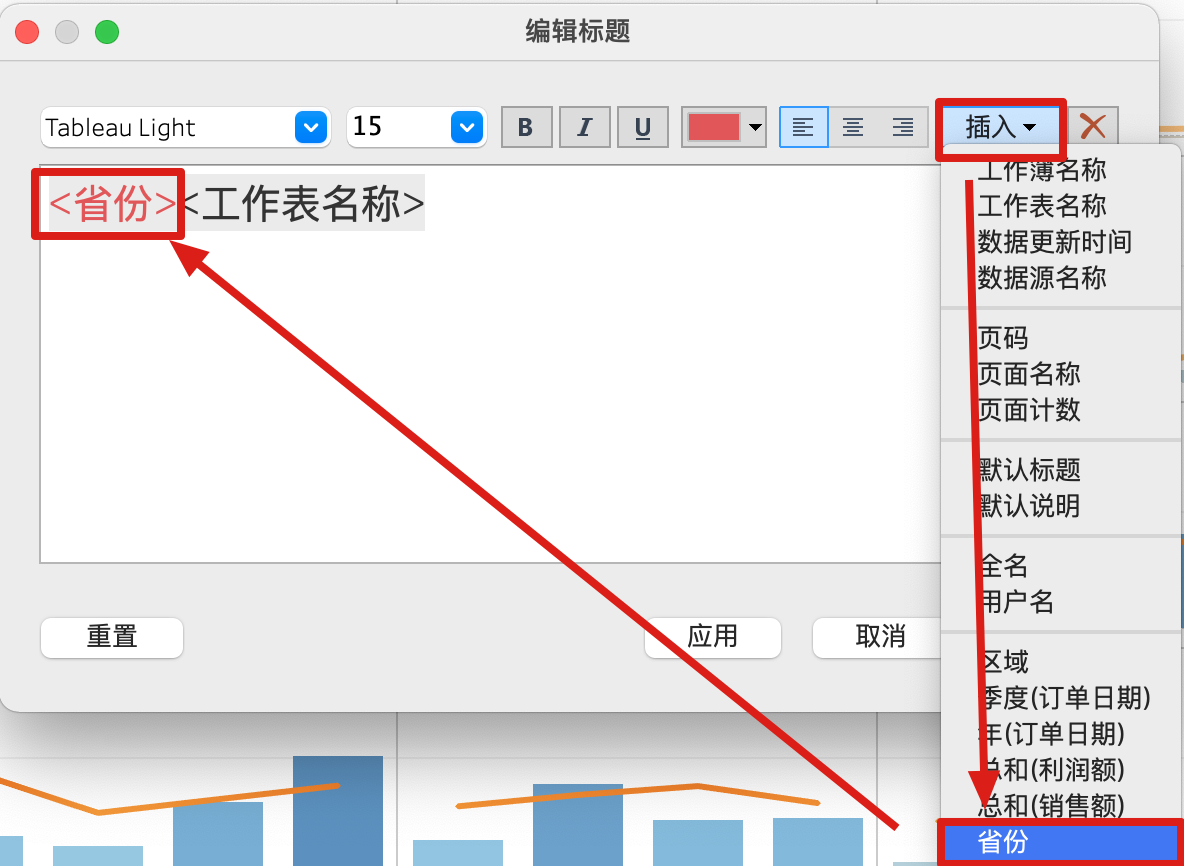 编辑标题
Tableau Light 15 B I U 插入
<省份><工作表名称>
工作簿名称
工作表名称
数据更新时间
数据源名称
页码
页面名称
页面计数
默认标题
默认说明
全名
用户名
区域
季度(订单日期)
年(订单日期)
总和(利润额)
总和(销售额)
省份
重置 应用 取消